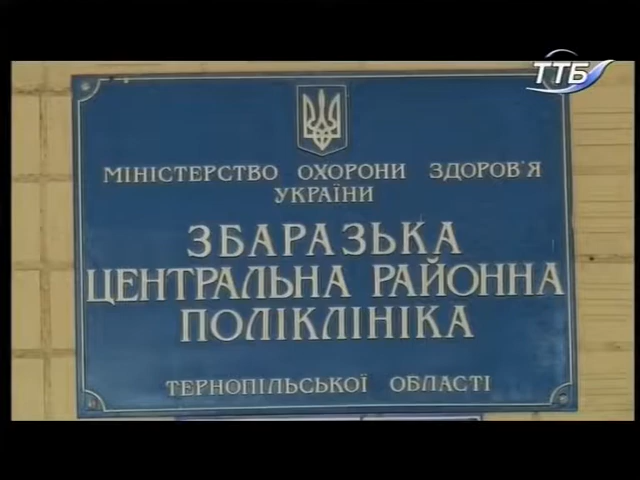 ТТБ
МІНІСТЕРСТВО ОХОРОНИ ЗДОРОВ'Я
УКРАЇНИ
ЗБАРАЗЬКА
ЦЕНТРАЛЬНА РАЙОННА
ПОЛІКЛІНІКА
ТЕРНОПІЛЬСЬКОЇ ОБЛАСТІ